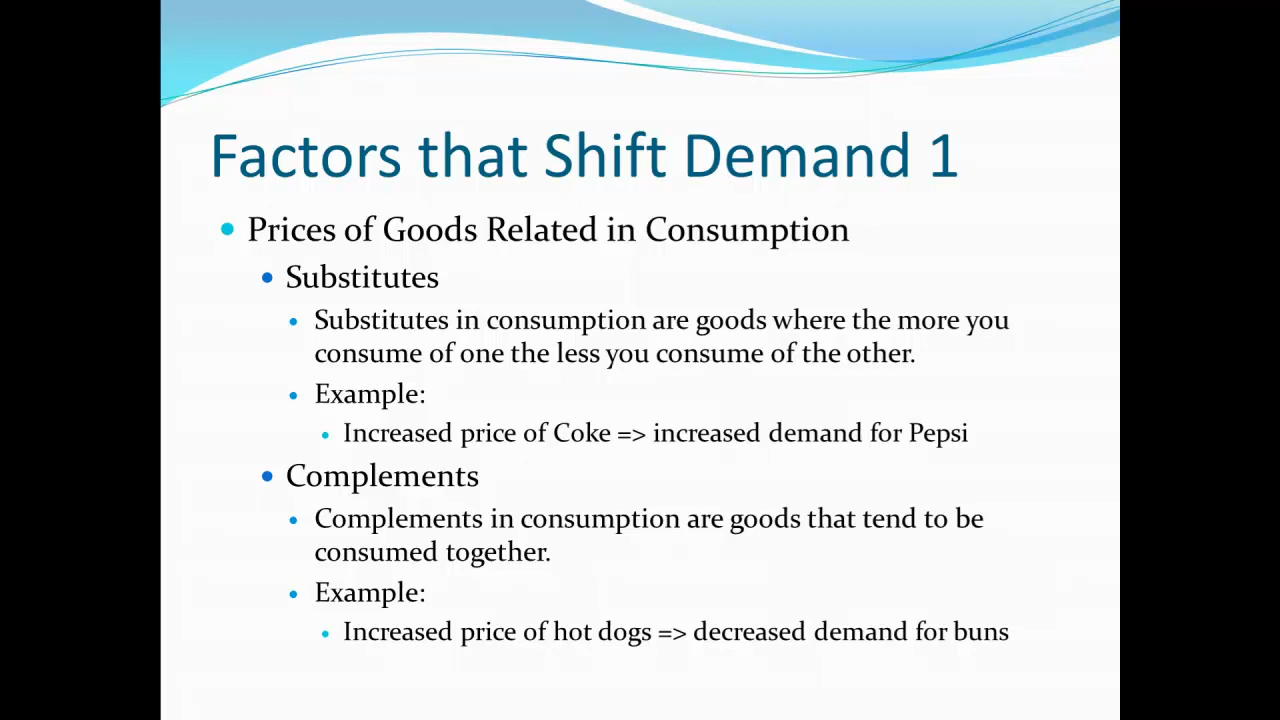 Factors that Shift Demand 1
• Prices of Goods Related in Consumption
• Substitutes
• Substitutes in consumption are goods where the more you
consume of one the less you consume of the other.
• Example:
• Increased price of Coke => increased demand for Pepsi
• Complements
• Complements in consumption are goods that tend to be
consumed together.
• Example:
• Increased price of hot dogs => decreased demand for buns